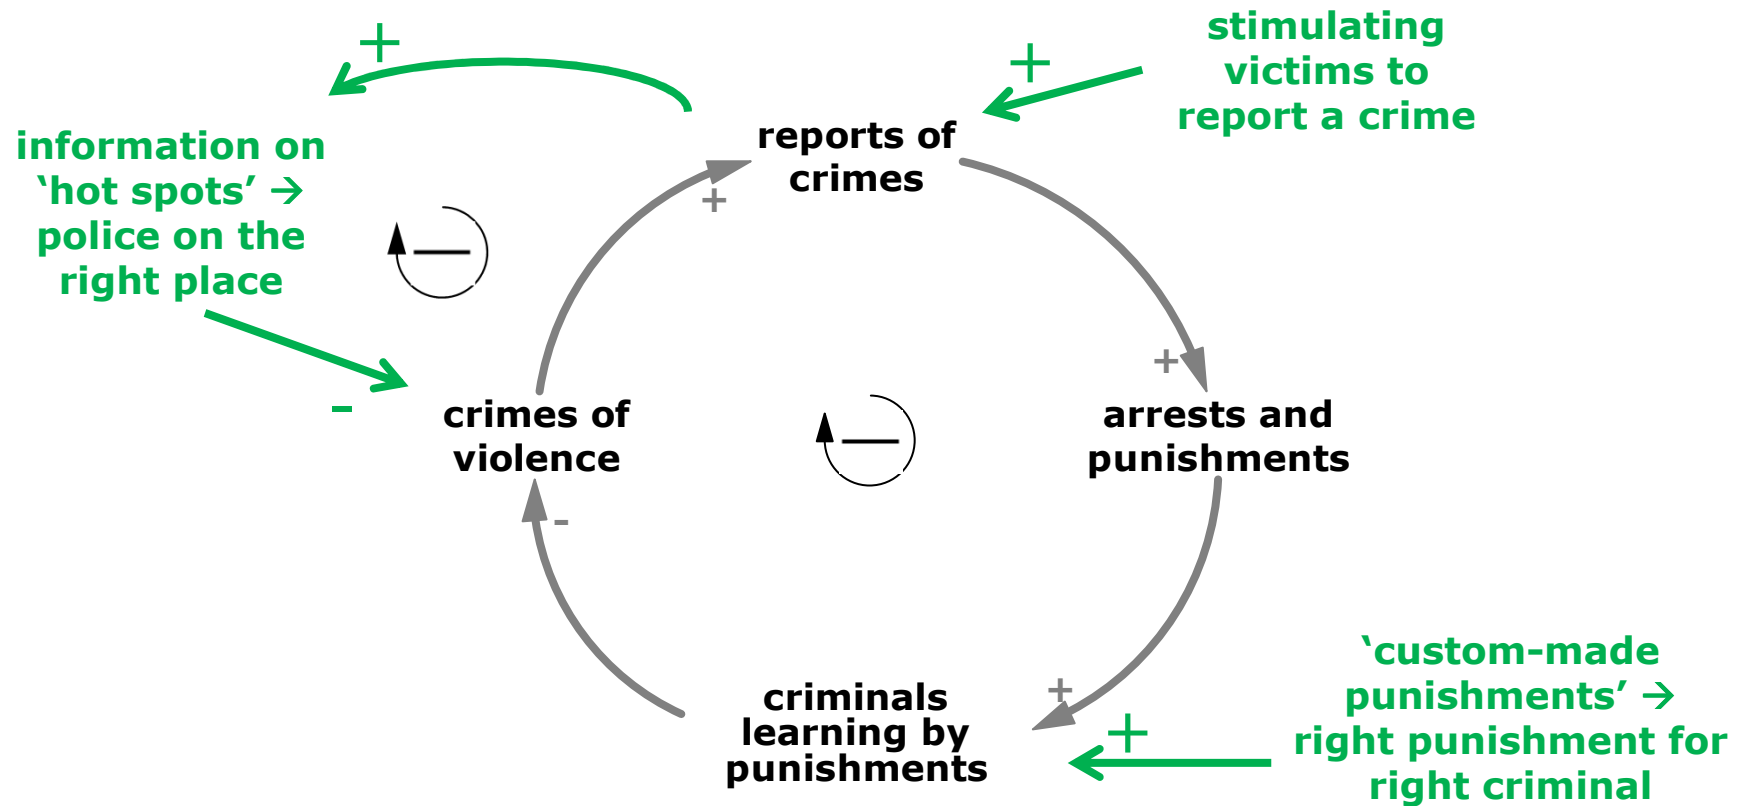 +
stimulating
victims to
report a crime
+
reports of
crimes
information on
‘hot spots’ →
police on the
right place
+
+
-
crimes of
violence
arrests and
punishments
-
+
criminals
learning by
punishments
+
‘custom-made
punishments’ →
right punishment for
right criminal